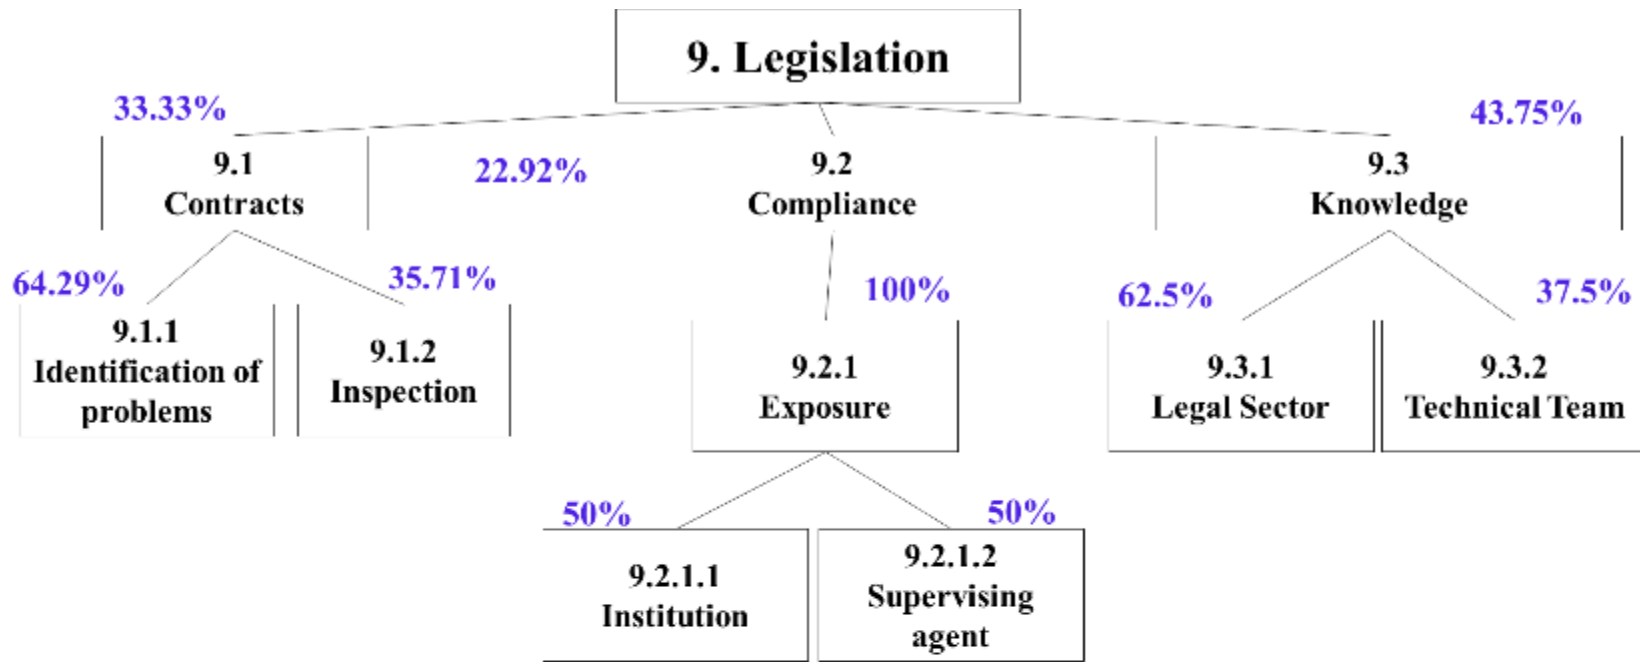 9. Legislation
33.33%
43.75%
9.1
Contracts
22.92%
9.2
Compliance
9.3
Knowledge
64.29%
35.71%
100%
62.5%
37.5%
9.1.1
Identification of
problems
9.1.2
Inspection
9.2.1
Exposure
9.3.1
Legal Sector
9.3.2
Technical Team
50%
50%
9.2.1.1
Institution
9.2.1.2
Supervising
agent